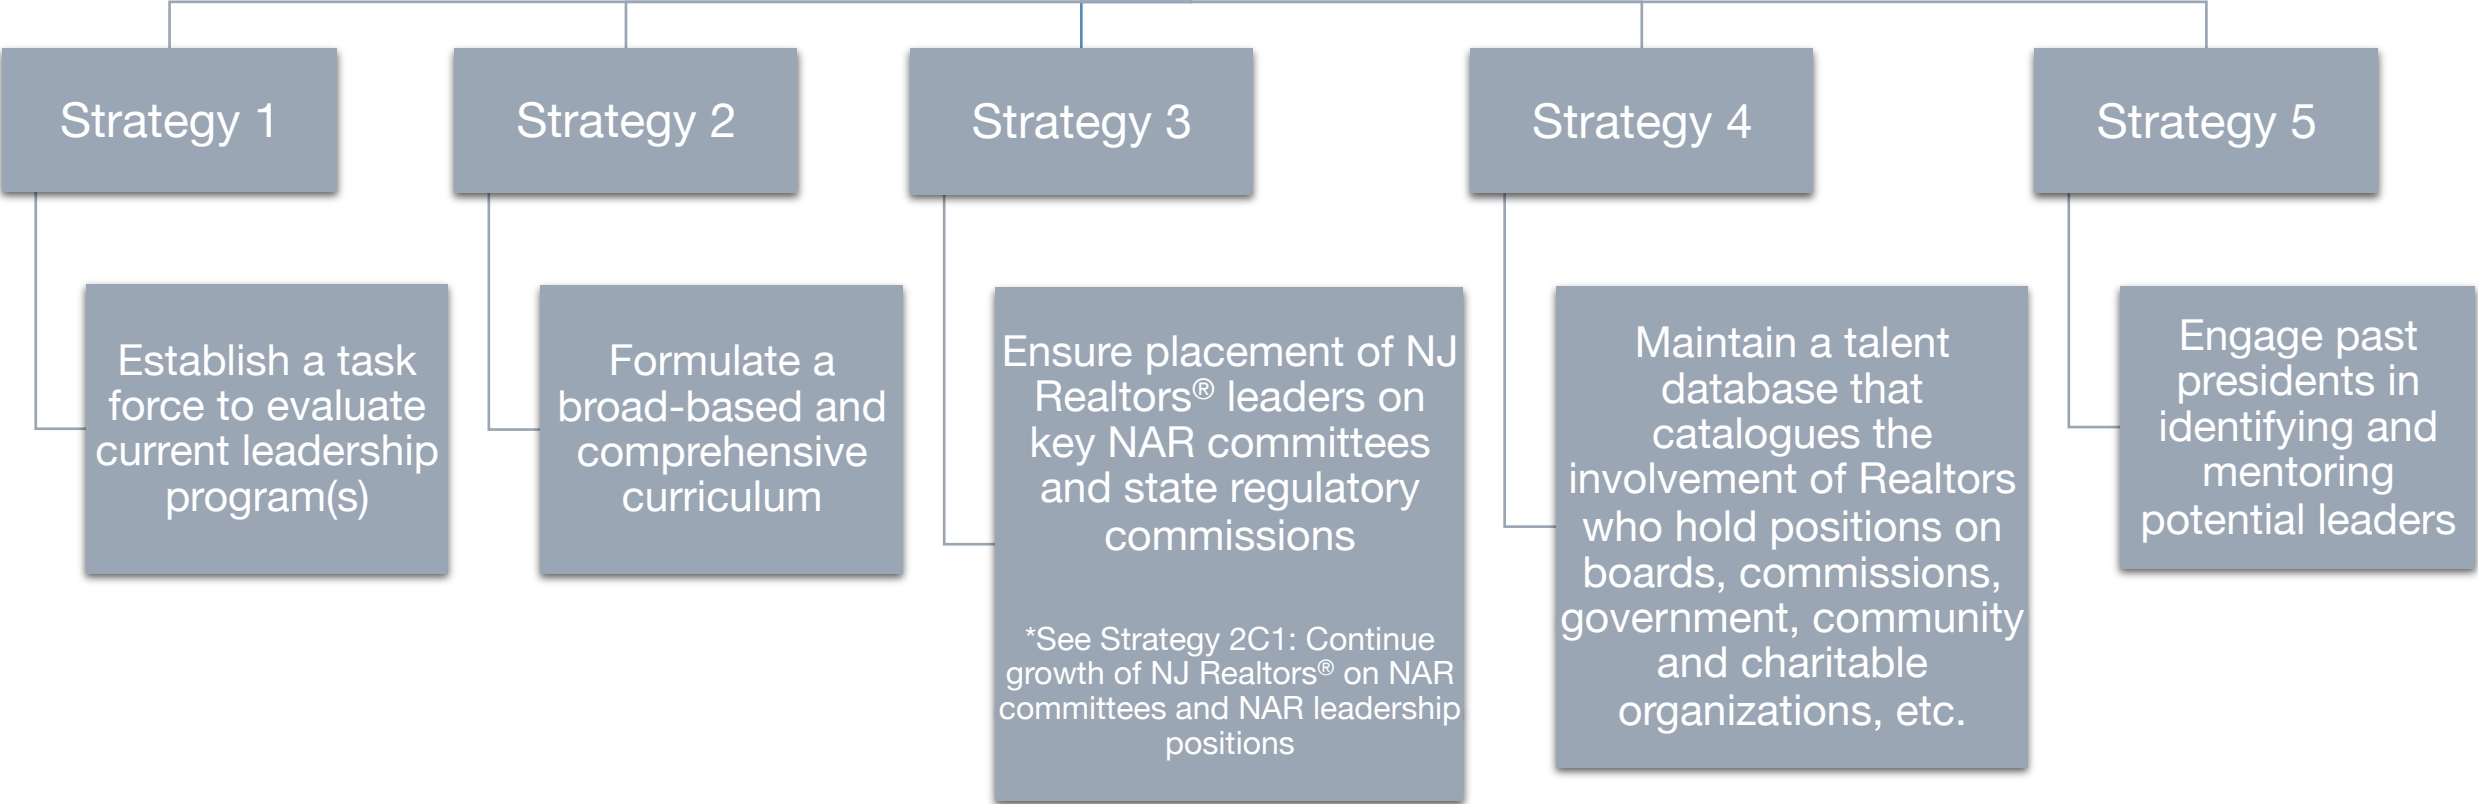 Strategy 1
Strategy 2
Strategy 3
Strategy 4
Strategy 5
Establish a task
force to evaluate
current leadership
program(s)
Formulate a
broad-based and
comprehensive
curriculum
Ensure placement of NJ
Realtors® leaders on
key NAR committees
and state regulatory
commissions
*See Strategy 2C1: Continue
growth of NJ Realtors® on NAR
committees and NAR leadership
positions
Maintain a talent
database that
catalogues the
involvement of Realtors
who hold positions on
boards, commissions,
government, community
and charitable
organizations, etc.
Engage past
presidents in
identifying and
mentoring
potential leaders